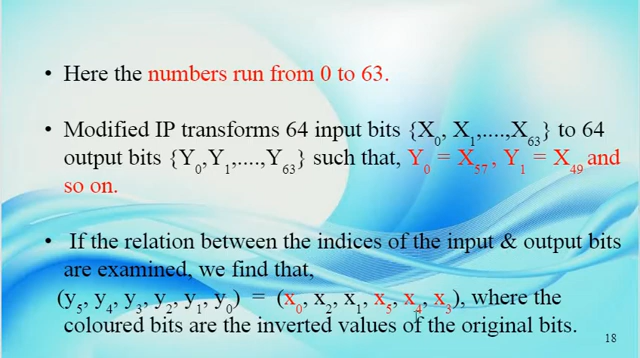 • Here the numbers run from 0 to 63.
• Modified IP transforms 64 input bits {X₀, X₁,....,X₆₃} to 64
output bits {Y₀,Y₁,....,Y₆₃} such that, Y₀ = X₅₇ , Y₁ = X₄₉ and
so on.
• If the relation between the indices of the input & output bits
are examined, we find that,
(y₅, y₄, y₃, y₂, y₁, y₀) = (x₀, x₂, x₁, x₅, x₄, x₃), where the
coloured bits are the inverted values of the original bits.
18